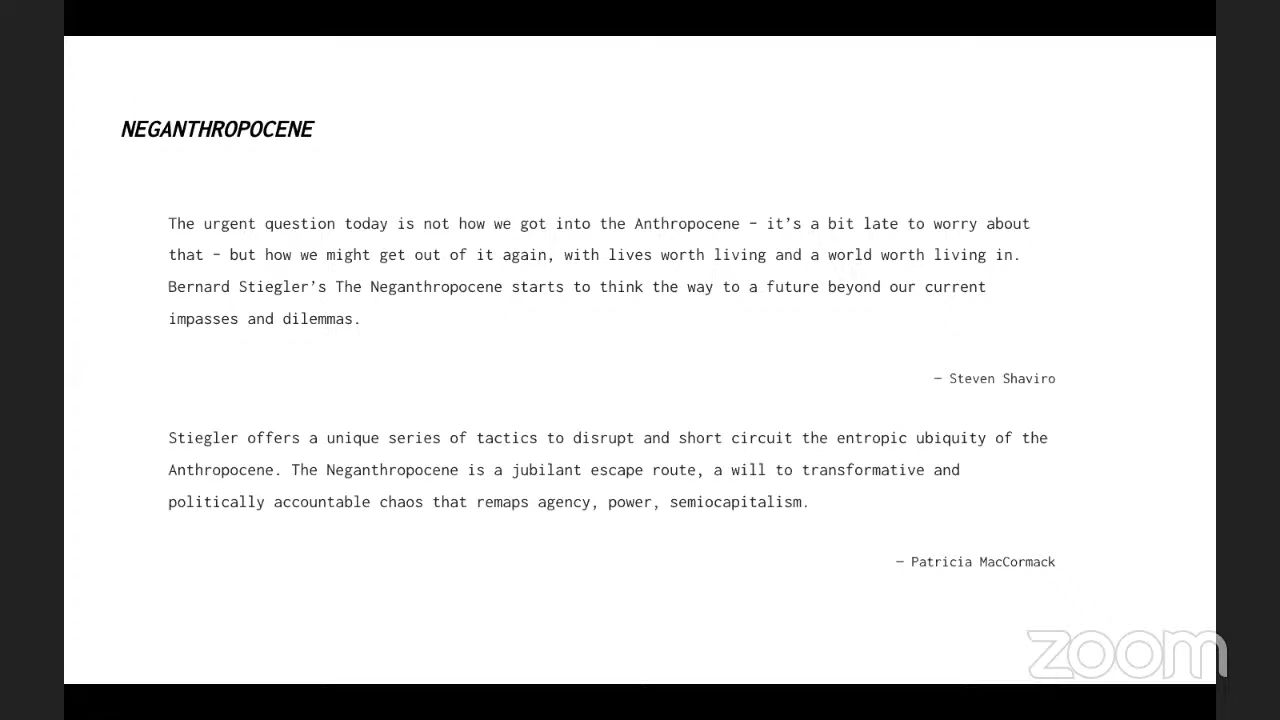 NEGANTHROPOCENE
The urgent question today is not how we got into the Anthropocene – it's a bit late to worry about
that – but how we might get out of it again, with lives worth living and a world worth living in.
Bernard Stiegler's The Neganthropocene starts to think the way to a future beyond our current
impasses and dilemmas.
— Steven Shaviro
Stiegler offers a unique series of tactics to disrupt and short circuit the entropic ubiquity of the
Anthropocene. The Neganthropocene is a jubilant escape route, a will to transformative and
politically accountable chaos that remaps agency, power, semiocapitalism.
— Patricia MacCormack
zoom